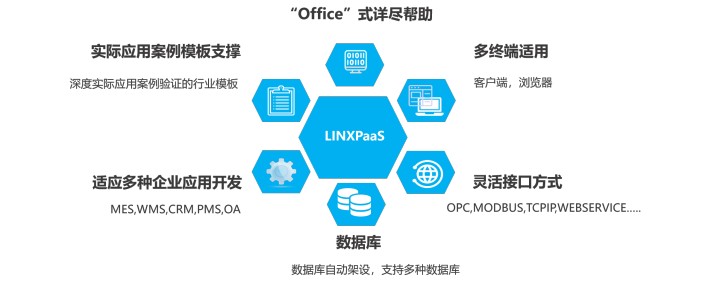 “Office”式详尽帮助
实际应用案例模板支撑
深度实际应用案例验证的行业模板
多终端适用
客户端，浏览器
01011
10110
LINXPaaS
适应多种企业应用开发
MES,WMS,CRM,PMS,OA
灵活接口方式
OPC,MODBUS,TCPIP,WEBSERVICE.....
数据库
数据库自动架设，支持多种数据库